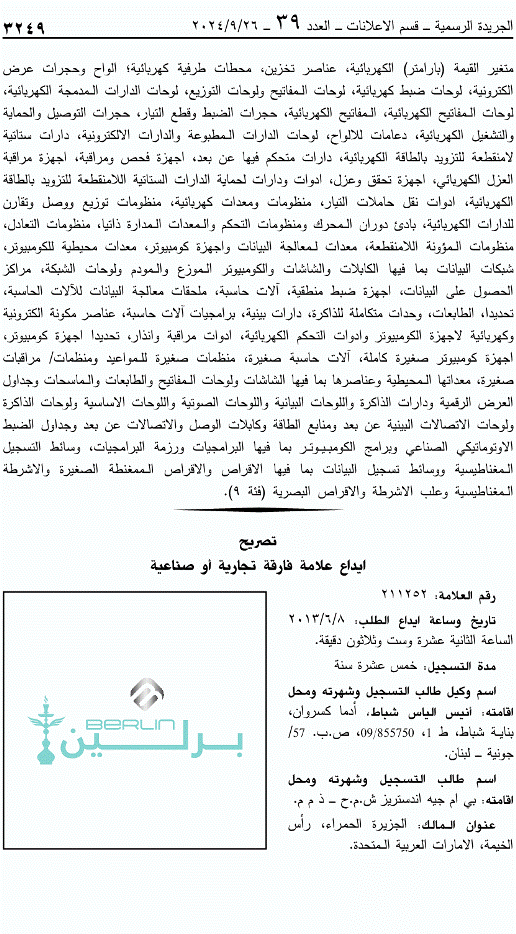 الجريدة الرسمية ــ قسم الاعلانات ــ العدد ٣٩ ــ ٢٠٢٤/٩/٢٦
٣٢٤٩
متغير القيمة (بارامتر) الكهربائية، عناصر تخزين، محطات طرفية كهربائية؛ الواح وحجرات عرض
الكترونية، لوحات ضبط كهربائية، لوحات المفاتيح ولوحات التوزيع، لوحات الدارات المدمجة الكهربائية،
لوحات المفاتيح الكهربائية، المفاتيح الكهربائية، حجرات الضبط وقطع التيار، حجرات التوصيل والحماية
والتشغيل الكهربائية، دعامات للالواح، لوحات الدارات المطبوعة والدارات الالكترونية، دارات ستاتية
لامنقطعة للتزويد بالطاقة الكهربائية، دارات متحكم فيها عن بعد، اجهزة فحص ومراقبة، اجهزة مراقبة
العزل الكهربائي، اجهزة تحقق وعزل، ادوات ودارات لحماية الدارات الستاتية اللامنقطعة للتزويد بالطاقة
الكهربائية، ادوات نقل حاملات التيار، منظومات ومعدات كهربائية، منظومات توزيع ووصل وتقارن
للدارات الكهربائية، بادئ دوران المحرك ومنظومات التحكم والمعدات المدارة ذاتيا، منظومات التعادل،
منظومات المؤونة اللامنقطعة، معدات لمعالجة البيانات واجهزة كومبيوتر، معدات محيطية للكومبيوتر،
شبكات البيانات بما فيها الكابلات والشاشات والكومبيوتر الموزع والمودم ولوحات الشبكة، مراكز
الحصول على البيانات، اجهزة ضبط منطقية، آلات حاسبة، ملحقات معالجة البيانات للآلات الحاسبة،
تحديدا، الطابعات، وحدات متكاملة للذاكرة، دارات بينية، برامجيات آلات حاسبة، عناصر مكونة الكترونية
وكهربائية لاجهزة الكومبيوتر وادوات التحكم الكهربائية، ادوات مراقبة وانذار، تحديدا اجهزة كومبيوتر،
اجهزة كومبيوتر صغيرة كاملة، آلات حاسبة صغيرة، منظمات صغيرة للمواعيد ومنظمات/ مراقبات
صغيرة، معداتها المحيطية وعناصرها بما فيها الشاشات ولوحات المفاتيح والطابعات والماسحات وجداول
العرض الرقمية ودارات الذاكرة واللوحات البيانية واللوحات الصوتية واللوحات الاساسية ولوحات الذاكرة
ولوحات الاتصالات البينية عن بعد ومنابع الطاقة وكابلات الوصل والاتصالات عن بعد وجداول الضبط
الاوتوماتيكي الصناعي وبرامج الكومبيوتر بما فيها البرامجيات ورزمة البرامجيات، وسائط التسجيل
المغناطيسية ووسائط تسجيل البيانات بما فيها الاقراص والاقراص الممغنطة الصغيرة والاشرطة
المغناطيسية وعلب الاشرطة والاقراص البصرية (فئة ٩).
تصريح
ايداع علامة فارقة تجارية أو صناعية
رقم العلامة: ٢١١٢٥٢
تاريخ وساعة ايداع الطلب: ٢٠١٣/٦/٨
الساعة الثانية عشرة وست وثلاثون دقيقة.
مدة التسجيل: خمس عشرة سنة
اسم وكيل طالب التسجيل وشهرته ومحل
اقامته: أنيس الياس شباط، أدما كسروان،
بناية شباط، ط 1، 09/855750، ص.ب. 57/
جونية ــ لبنان.
اسم طالب التسجيل وشهرته ومحل
اقامته: بي ام جيه اندستريز ش.م.ح ــ ذ م م.
عنوان المالك: الجزيرة الحمراء، رأس
الخيمة، الامارات العربية المتحدة.
BERLIN
برلين